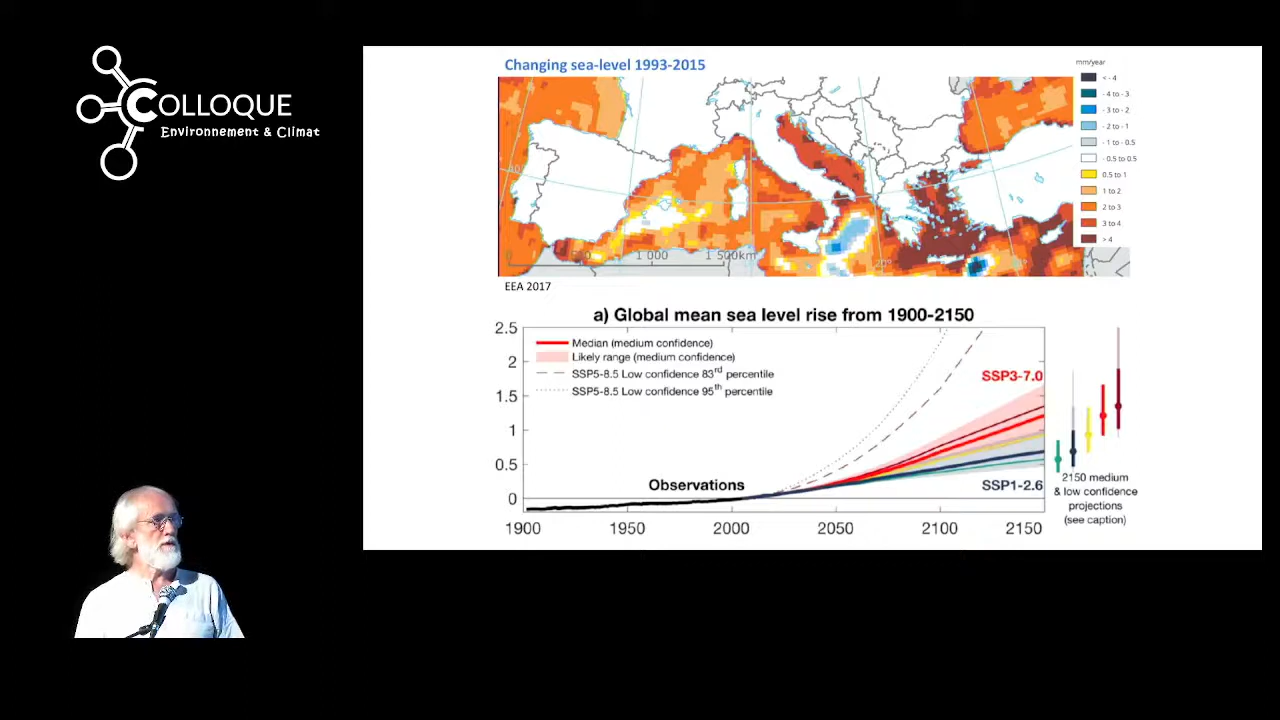 COLLOQUE
Environnement & Climat
Changing sea-level 1993-2015
mm/year
< - 4
- 4 to - 3
- 3 to - 2
- 2 to - 1
- 1 to - 0.5
- 0.5 to 0.5
0.5 to 1
1 to 2
2 to 3
3 to 4
> 4
40°
0
1 000
1 500km
20°
EEA 2017
a) Global mean sea level rise from 1900-2150
2.5
2
1.5
1
0.5
0
Median (medium confidence)
Likely range (medium confidence)
SSP5-8.5 Low confidence 83rd percentile
SSP5-8.5 Low confidence 95th percentile
SSP3-7.0
Observations
SSP1-2.6
1900
1950
2000
2050
2100
2150
2150 medium
& low confidence
projections
(see caption)